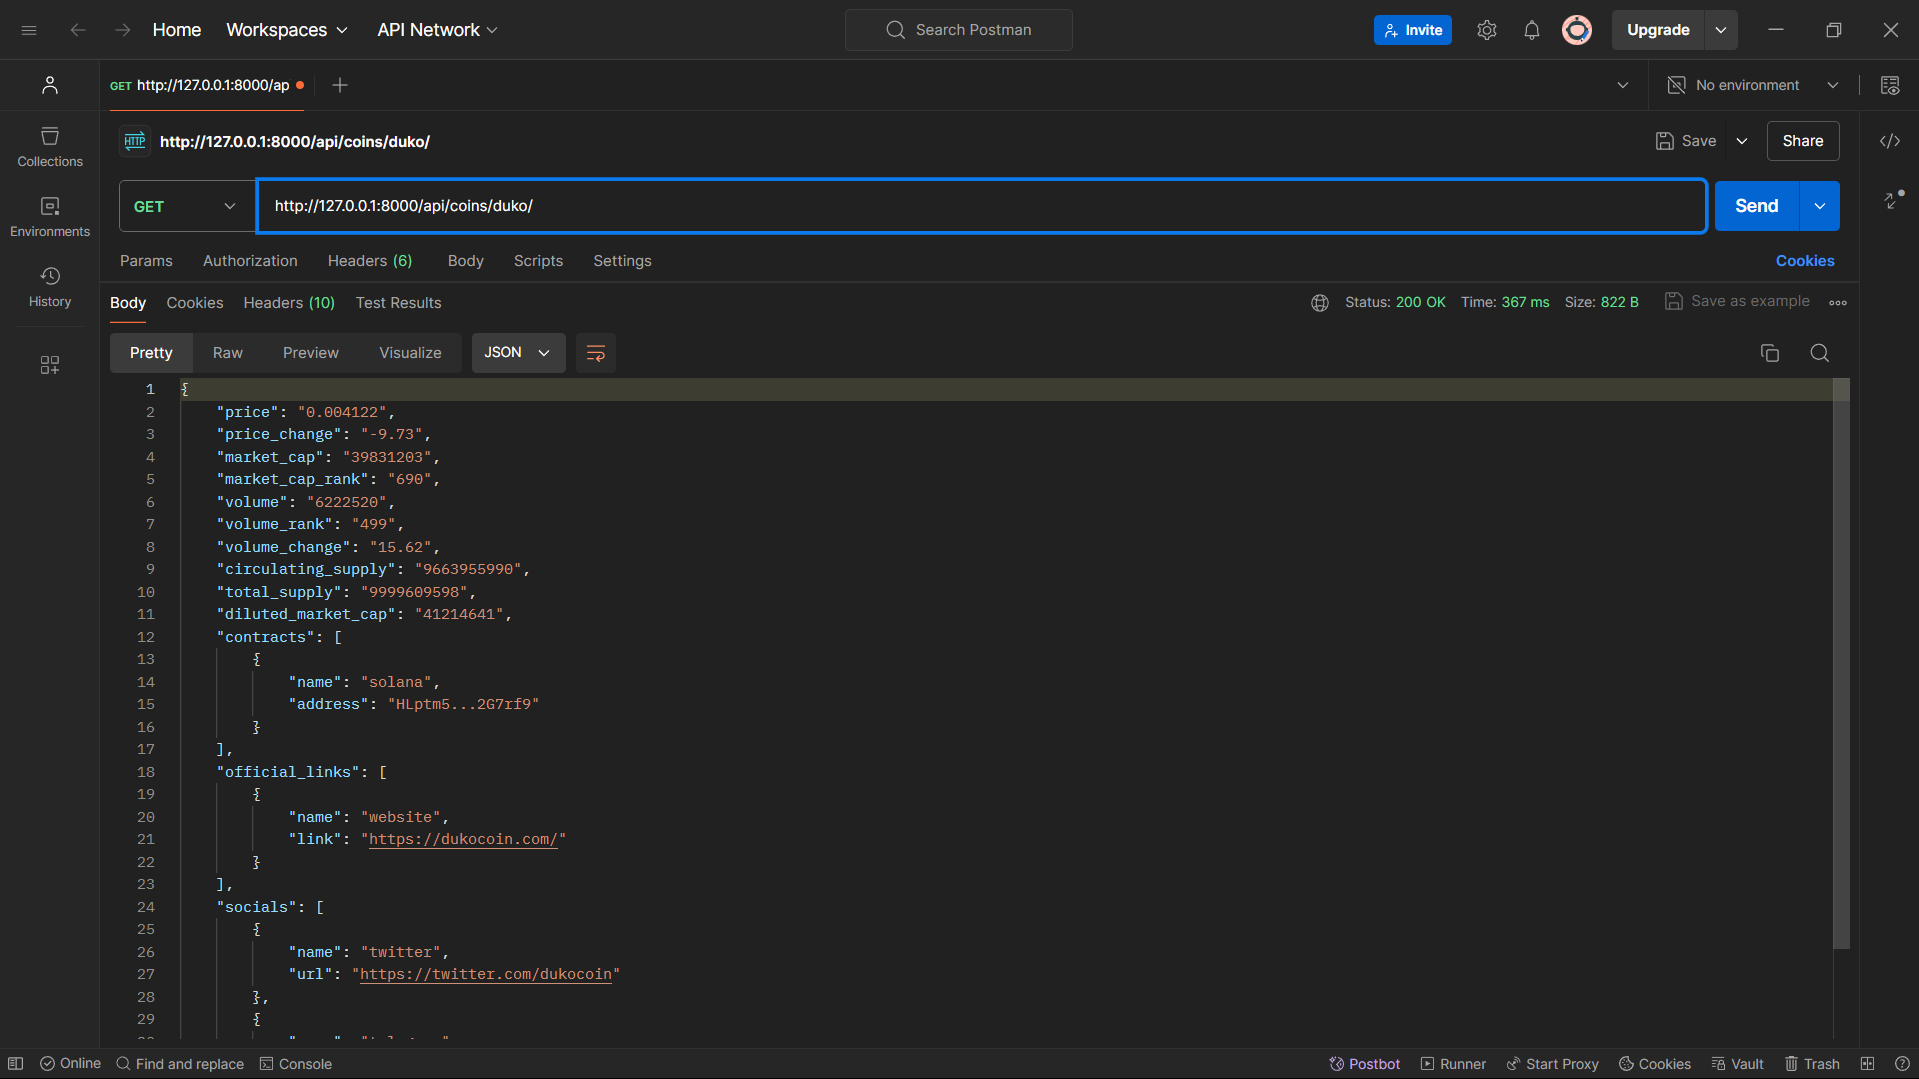 Home Workspaces API Network Search Postman Invite Upgrade
GET http://127.0.0.1:8000/ap No environment
HTTP http://127.0.0.1:8000/api/coins/duko/ Save Share
GET http://127.0.0.1:8000/api/coins/duko/ Send
Params Authorization Headers (6) Body Scripts Settings Cookies
Body Cookies Headers (10) Test Results Status: 200 OK Time: 367 ms Size: 822 B Save as example
Pretty Raw Preview Visualize JSON
Collections
Environments
History
1 {
2 "price": "0.004122",
3 "price_change": "-9.73",
4 "market_cap": "39831203",
5 "market_cap_rank": "690",
6 "volume": "6222520",
7 "volume_rank": "499",
8 "volume_change": "15.62",
9 "circulating_supply": "9663955990",
10 "total_supply": "9999609598",
11 "diluted_market_cap": "41214641",
12 "contracts": [
13 {
14 "name": "solana",
15 "address": "HLptm5...2G7rf9"
16 }
17 ],
18 "official_links": [
19 {
20 "name": "website",
21 "link": "https://dukocoin.com/"
22 }
23 ],
24 "socials": [
25 {
26 "name": "twitter",
27 "url": "https://twitter.com/dukocoin"
28 },
29 {
Online Find and replace Console Postbot Runner Start Proxy Cookies Vault Trash